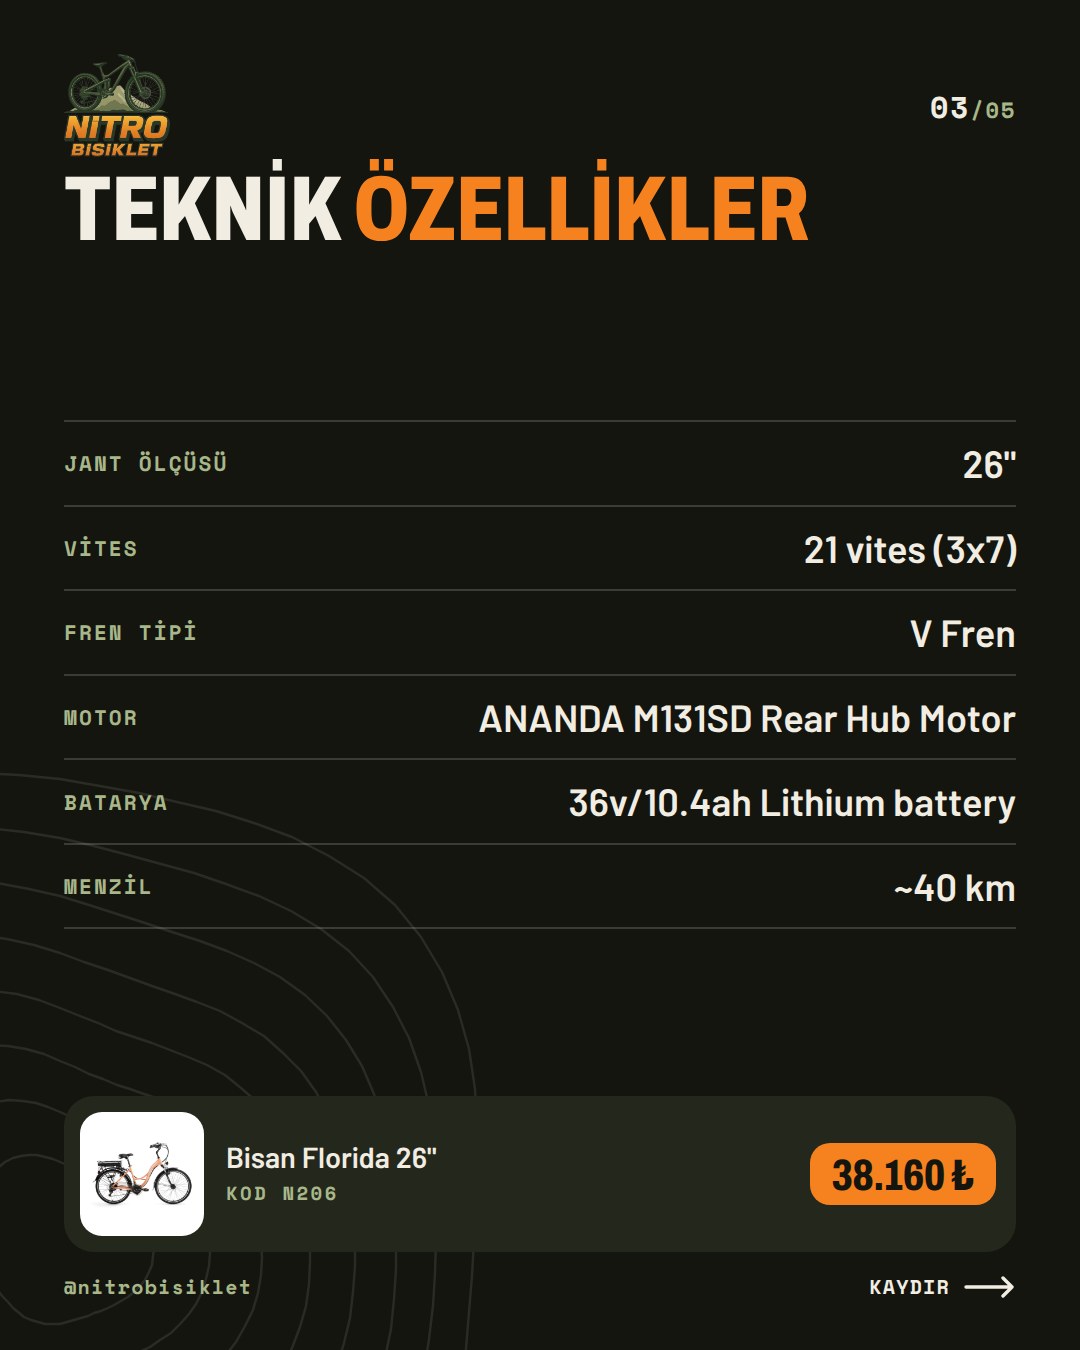 NiTRO
BISIKLET
03/05
TEKNİK ÖZELLİKLER
JANT ÖLÇÜSÜ 26"
VİTES 21 vites (3x7)
FREN TİPİ V Fren
MOTOR ANANDA M131SD Rear Hub Motor
BATARYA 36v/10.4ah Lithium battery
MENZİL ~40 km
Bisan Florida 26"
KOD N206
38.160 ₺
@nitrobisiklet
KAYDIR